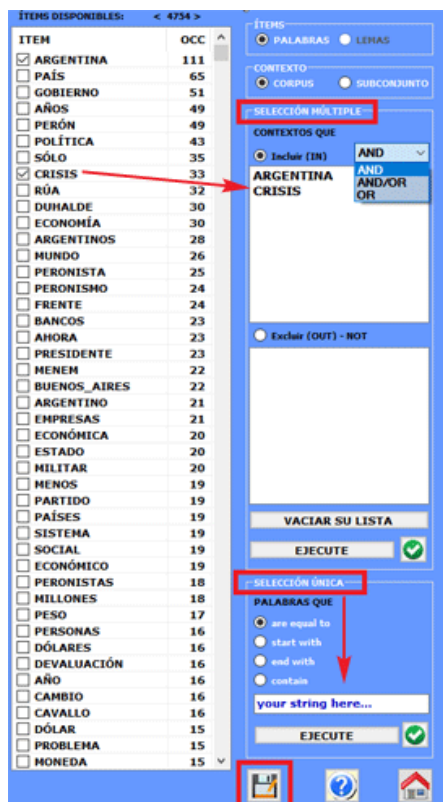 ÍTEMS DISPONIBLES: < 4754 >
ITEM OCC
ARGENTINA 111
PAÍS 65
GOBIERNO 51
AÑOS 49
PERÓN 49
POLÍTICA 43
SÓLO 35
CRISIS 33
RÚA 32
DUHALDE 30
ECONOMÍA 30
ARGENTINOS 28
MUNDO 26
PERONISTA 25
PERONISMO 24
FRENTE 24
BANCOS 23
AHORA 23
PRESIDENTE 23
MENEM 22
BUENOS_AIRES 22
ARGENTINO 21
EMPRESAS 21
ECONÓMICA 20
ESTADO 20
MILITAR 20
MENOS 19
PARTIDO 19
PAÍSES 19
SISTEMA 19
SOCIAL 19
ECONÓMICO 19
PERONISTAS 18
MILLONES 18
PESO 17
PERSONAS 16
DÓLARES 16
DEVALUACIÓN 16
AÑO 16
CAMBIO 16
CAVALLO 16
DÓLAR 15
PROBLEMA 15
MONEDA 15
ÍTEMS
PALABRAS LEMAS
CONTEXTO
CORPUS SUBCONJUNTO
SELECCIÓN MÚLTIPLE
CONTEXTOS QUE
Incluir (IN) AND
AND
AND/OR
OR
ARGENTINA
CRISIS
Excluir (OUT) - NOT
VACIAR SU LISTA
EJECUTE
SELECCIÓN ÚNICA
PALABRAS QUE
are equal to
start with
end with
contain
your string here...
EJECUTE
?